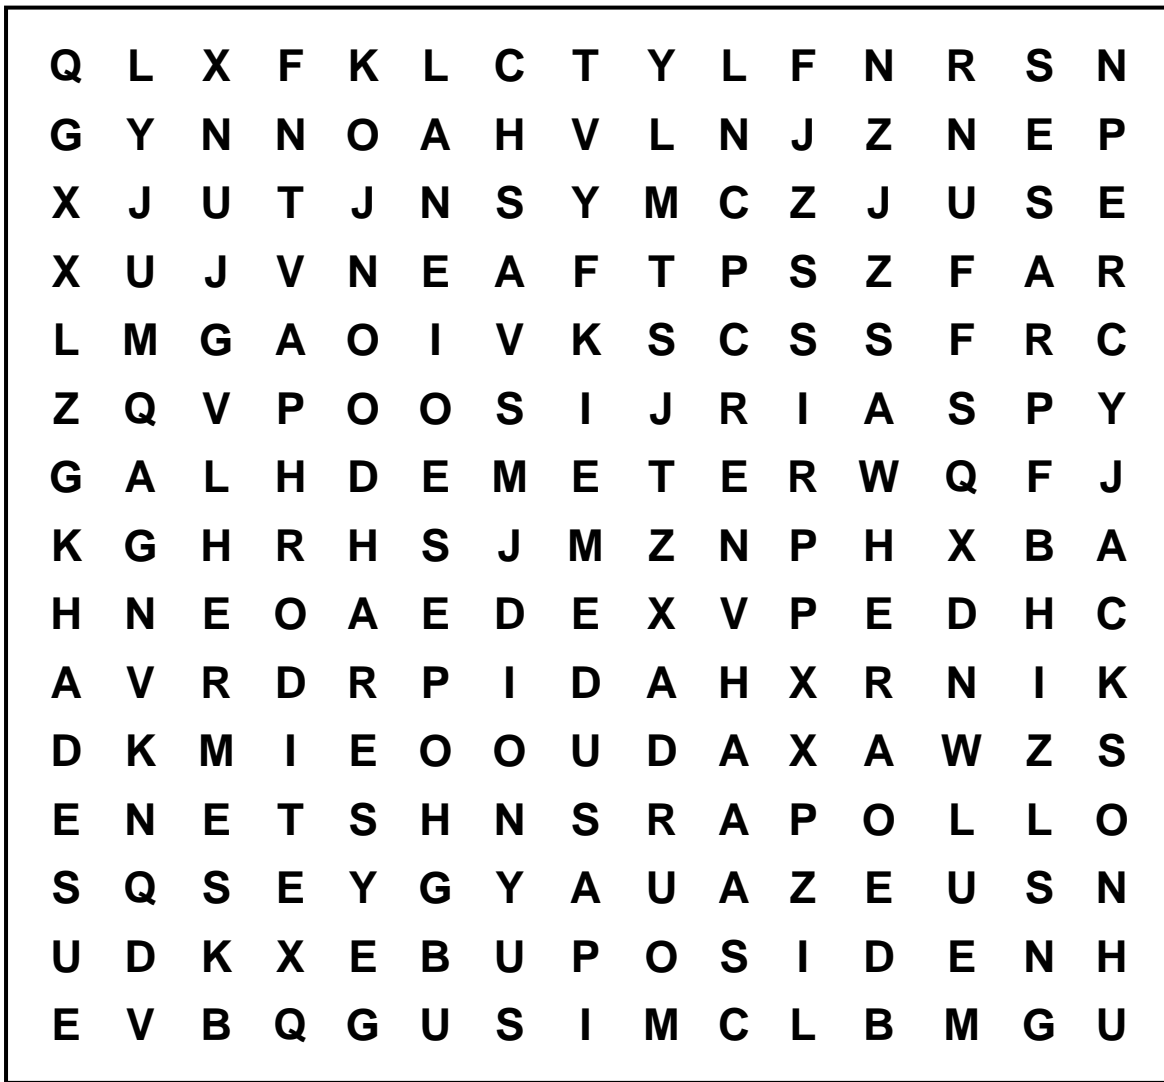 Q L X F K L C T Y L F N R S N
G Y N N O A H V L N J Z N E P
X J U T J N S Y M C Z J U S E
X U J V N E A F T P S Z F A R
L M G A O I V K S C S S F R C
Z Q V P O O S I J R I A S P Y
G A L H D E M E T E R W Q F J
K G H R H S J M Z N P H X B A
H N E O A E D E X V P E D H C
A V R D R P I D A H X R N I K
D K M I E O O U D A X A W Z S
E N E T S H N S R A P O L L O
S Q S E Y G Y A U A Z E U S N
U D K X E B U P O S I D E N H
E V B Q G U S I M C L B M G U